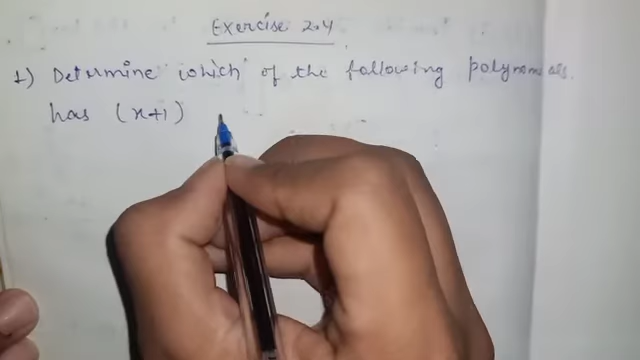 Exercise 2.4
1) Determine which of the following polynomials
has (x+1)